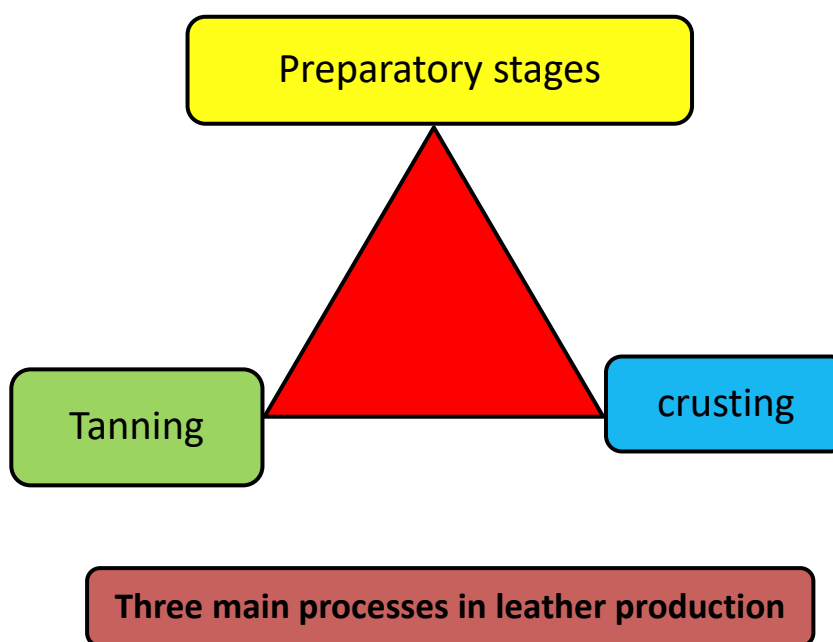 Preparatory stages
Tanning
crusting
Three main processes in leather production